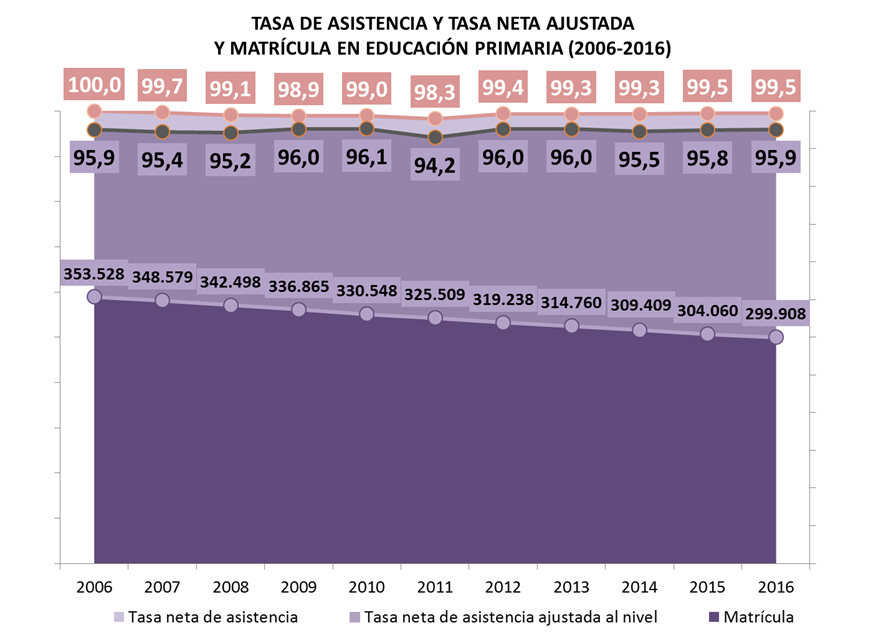 TASA DE ASISTENCIA Y TASA NETA AJUSTADA
Y MATRÍCULA EN EDUCACIÓN PRIMARIA (2006-2016)
100,0 99,7 99,1 98,9 99,0 98,3 99,4 99,3 99,3 99,5 99,5
95,9 95,4 95,2 96,0 96,1 94,2 96,0 96,0 95,5 95,8 95,9
353.528 348.579 342.498 336.865 330.548 325.509 319.238 314.760 309.409 304.060 299.908
2006 2007 2008 2009 2010 2011 2012 2013 2014 2015 2016
Tasa neta de asistencia Tasa neta de asistencia ajustada al nivel Matrícula